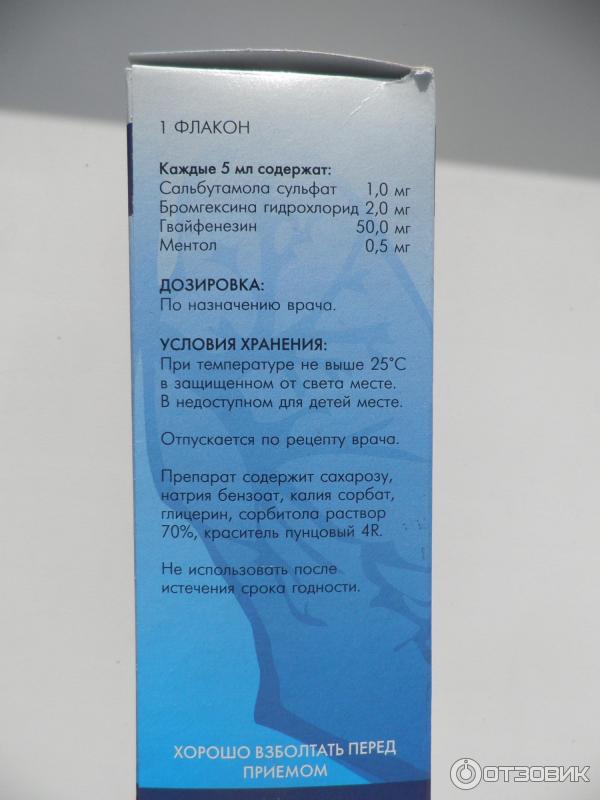 1 ФЛАКОН
Каждые 5 мл содержат:
Сальбутамола сульфат 1,0 мг
Бромгексина гидрохлорид 2,0 мг
Гвайфенезин 50,0 мг
Ментол 0,5 мг
ДОЗИРОВКА:
По назначению врача.
УСЛОВИЯ ХРАНЕНИЯ:
При температуре не выше 25°С
в защищенном от света месте.
В недоступном для детей месте.
Отпускается по рецепту врача.
Препарат содержит сахарозу,
натрия бензоат, калия сорбат,
глицерин, сорбитола раствор
70%, краситель пунцовый 4R.
Не использовать после
истечения срока годности.
ХОРОШО ВЗБОЛТАТЬ ПЕРЕД
ПРИЕМОМ
ОТЗОВИК